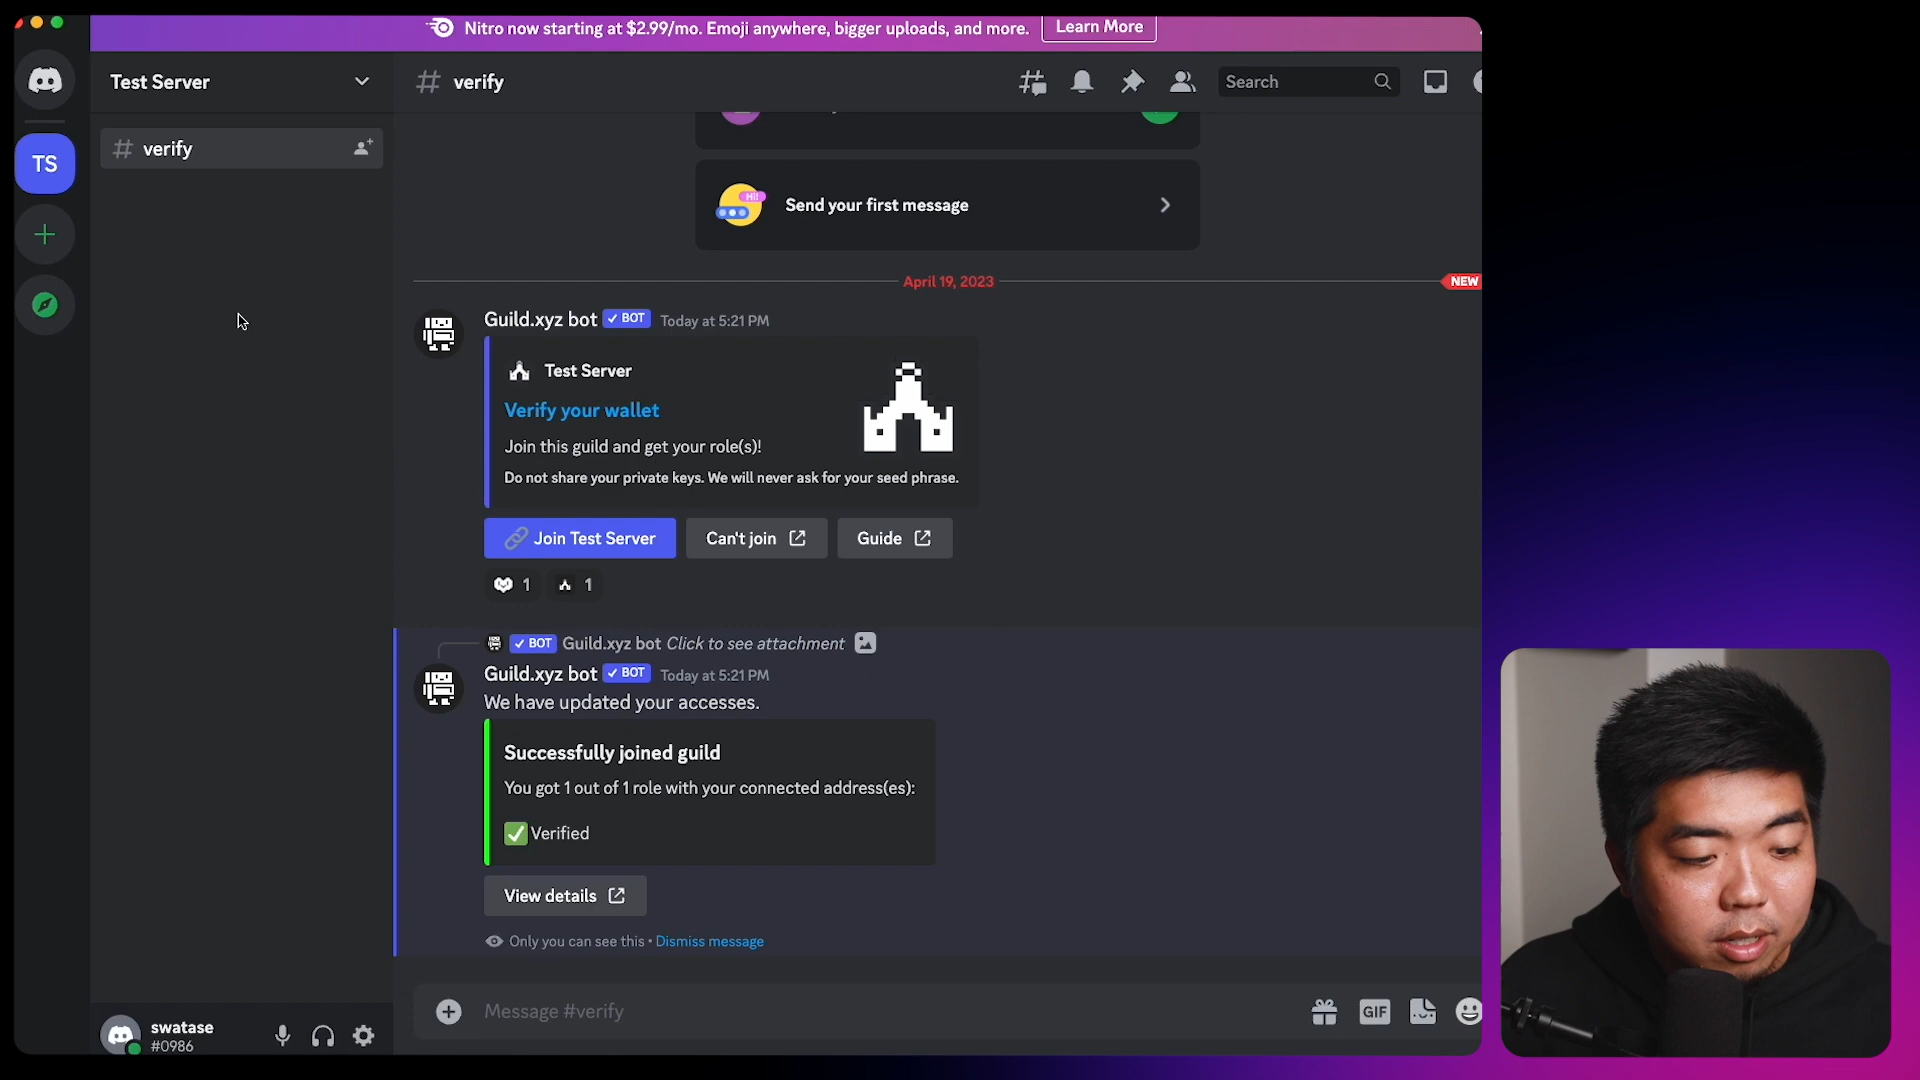 Nitro now starting at $2.99/mo. Emoji anywhere, bigger uploads, and more.
Learn More
Test Server
# verify
Search
TS
# verify
Hi!
Send your first message
April 19, 2023
NEW
Guild.xyz bot ✓ BOT Today at 5:21 PM
Test Server
Verify your wallet
Join this guild and get your role(s)!
Do not share your private keys. We will never ask for your seed phrase.
Join Test Server
Can't join
Guide
1
1
✓ BOT Guild.xyz bot Click to see attachment
Guild.xyz bot ✓ BOT Today at 5:21 PM
We have updated your accesses.
Successfully joined guild
You got 1 out of 1 role with your connected address(es):
✅ Verified
View details
Only you can see this • Dismiss message
Message #verify
GIF
swatase
#0986